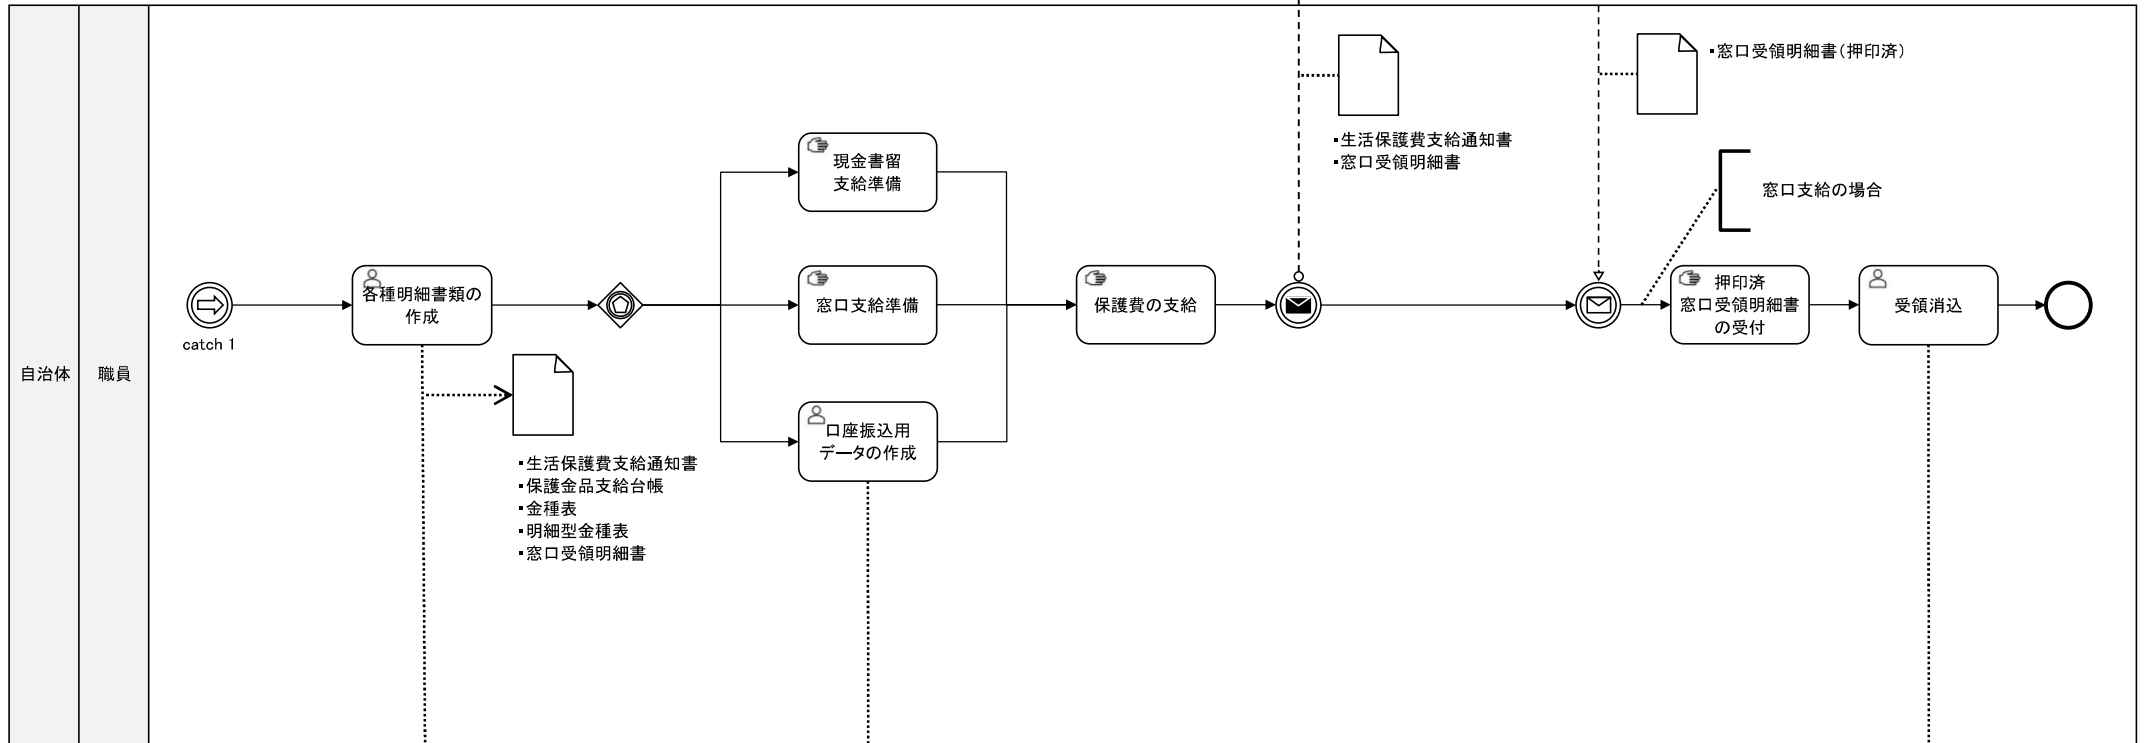 自治体
職員
catch 1
各種明細書類の
作成
・生活保護費支給通知書
・保護金品支給台帳
・金種表
・明細型金種表
・窓口受領明細書
現金書留
支給準備
窓口支給準備
口座振込用
データの作成
保護費の支給
・生活保護費支給通知書
・窓口受領明細書
・窓口受領明細書(押印済)
窓口支給の場合
押印済
窓口受領明細書
の受付
受領消込